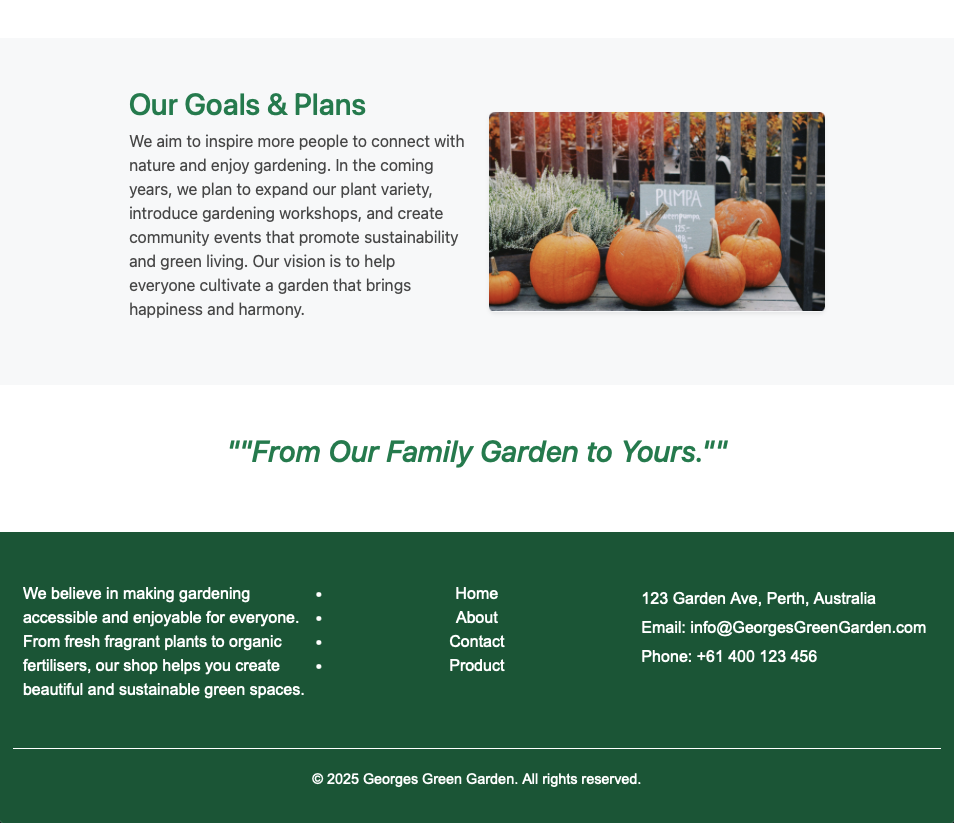 Our Goals & Plans
We aim to inspire more people to connect with
nature and enjoy gardening. In the coming
years, we plan to expand our plant variety,
introduce gardening workshops, and create
community events that promote sustainability
and green living. Our vision is to help
everyone cultivate a garden that brings
happiness and harmony.
PUMPA
""From Our Family Garden to Yours.""
We believe in making gardening
accessible and enjoyable for everyone.
From fresh fragrant plants to organic
fertilisers, our shop helps you create
beautiful and sustainable green spaces.
• Home
• About
• Contact
• Product
123 Garden Ave, Perth, Australia
Email: info@GeorgesGreenGarden.com
Phone: +61 400 123 456
© 2025 Georges Green Garden. All rights reserved.